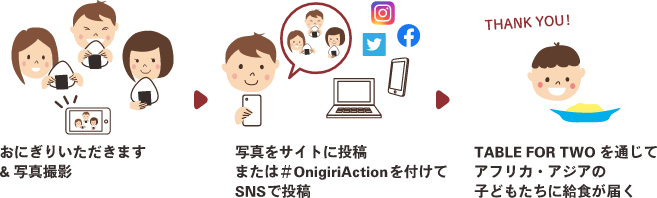 THANK YOU!
おにぎりいただきます
& 写真撮影
写真をサイトに投稿
または#OnigiriActionを付けて
SNSで投稿
TABLE FOR TWO を通じて
アフリカ・アジアの
子どもたちに給食が届く